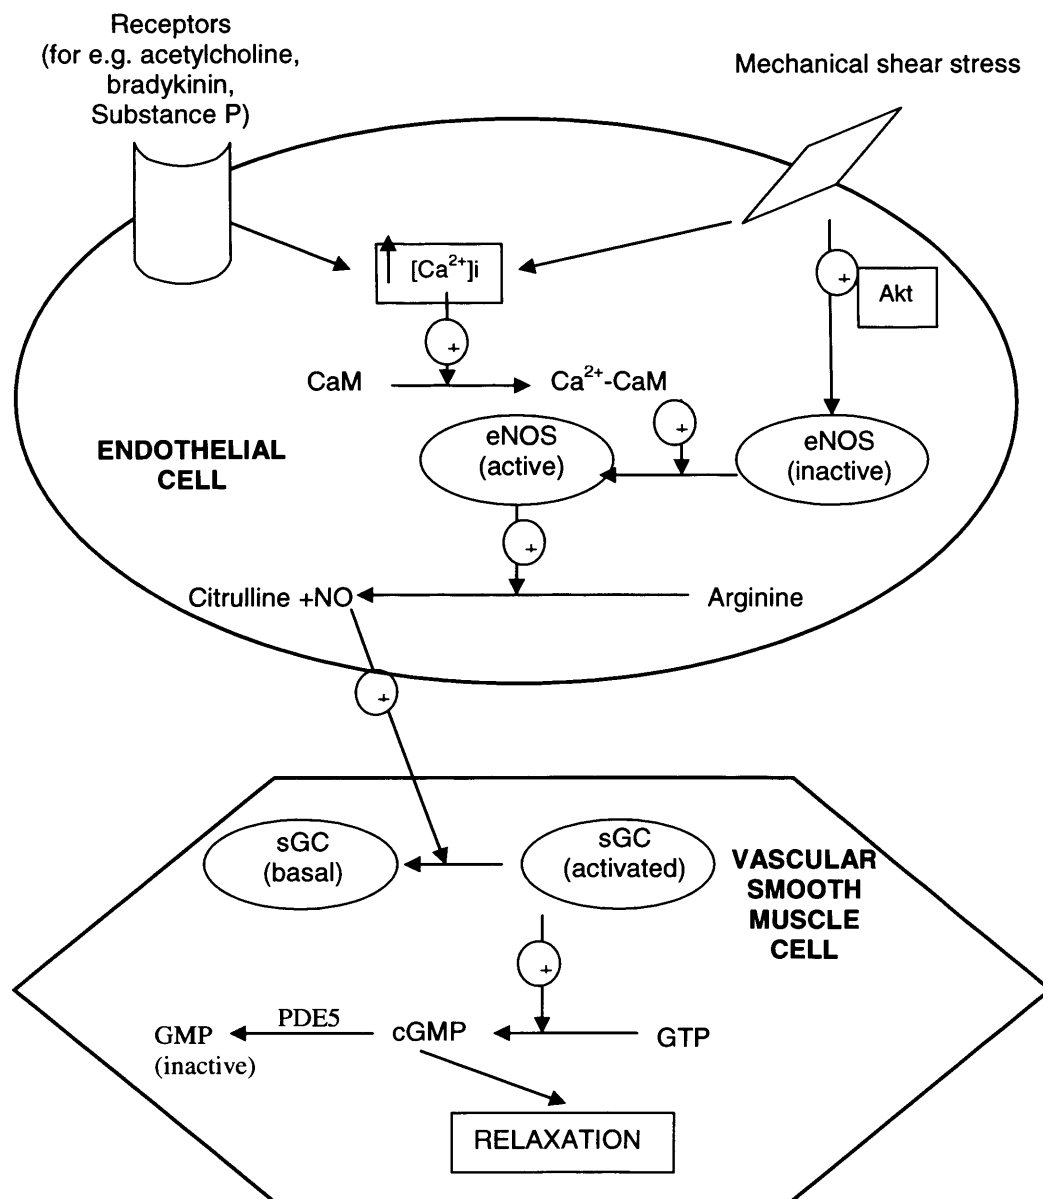 Receptors
(for e.g. acetylcholine,
bradykinin,
Substance P)
Mechanical shear stress
[Ca²⁺]i
+
Akt
+
CaM
Ca²⁺-CaM
+
ENDOTHELIAL
CELL
eNOS
(active)
eNOS
(inactive)
+
Citrulline +NO
Arginine
+
sGC
(basal)
sGC
(activated)
VASCULAR
SMOOTH
MUSCLE
CELL
+
GMP
(inactive)
PDE5
cGMP
GTP
RELAXATION